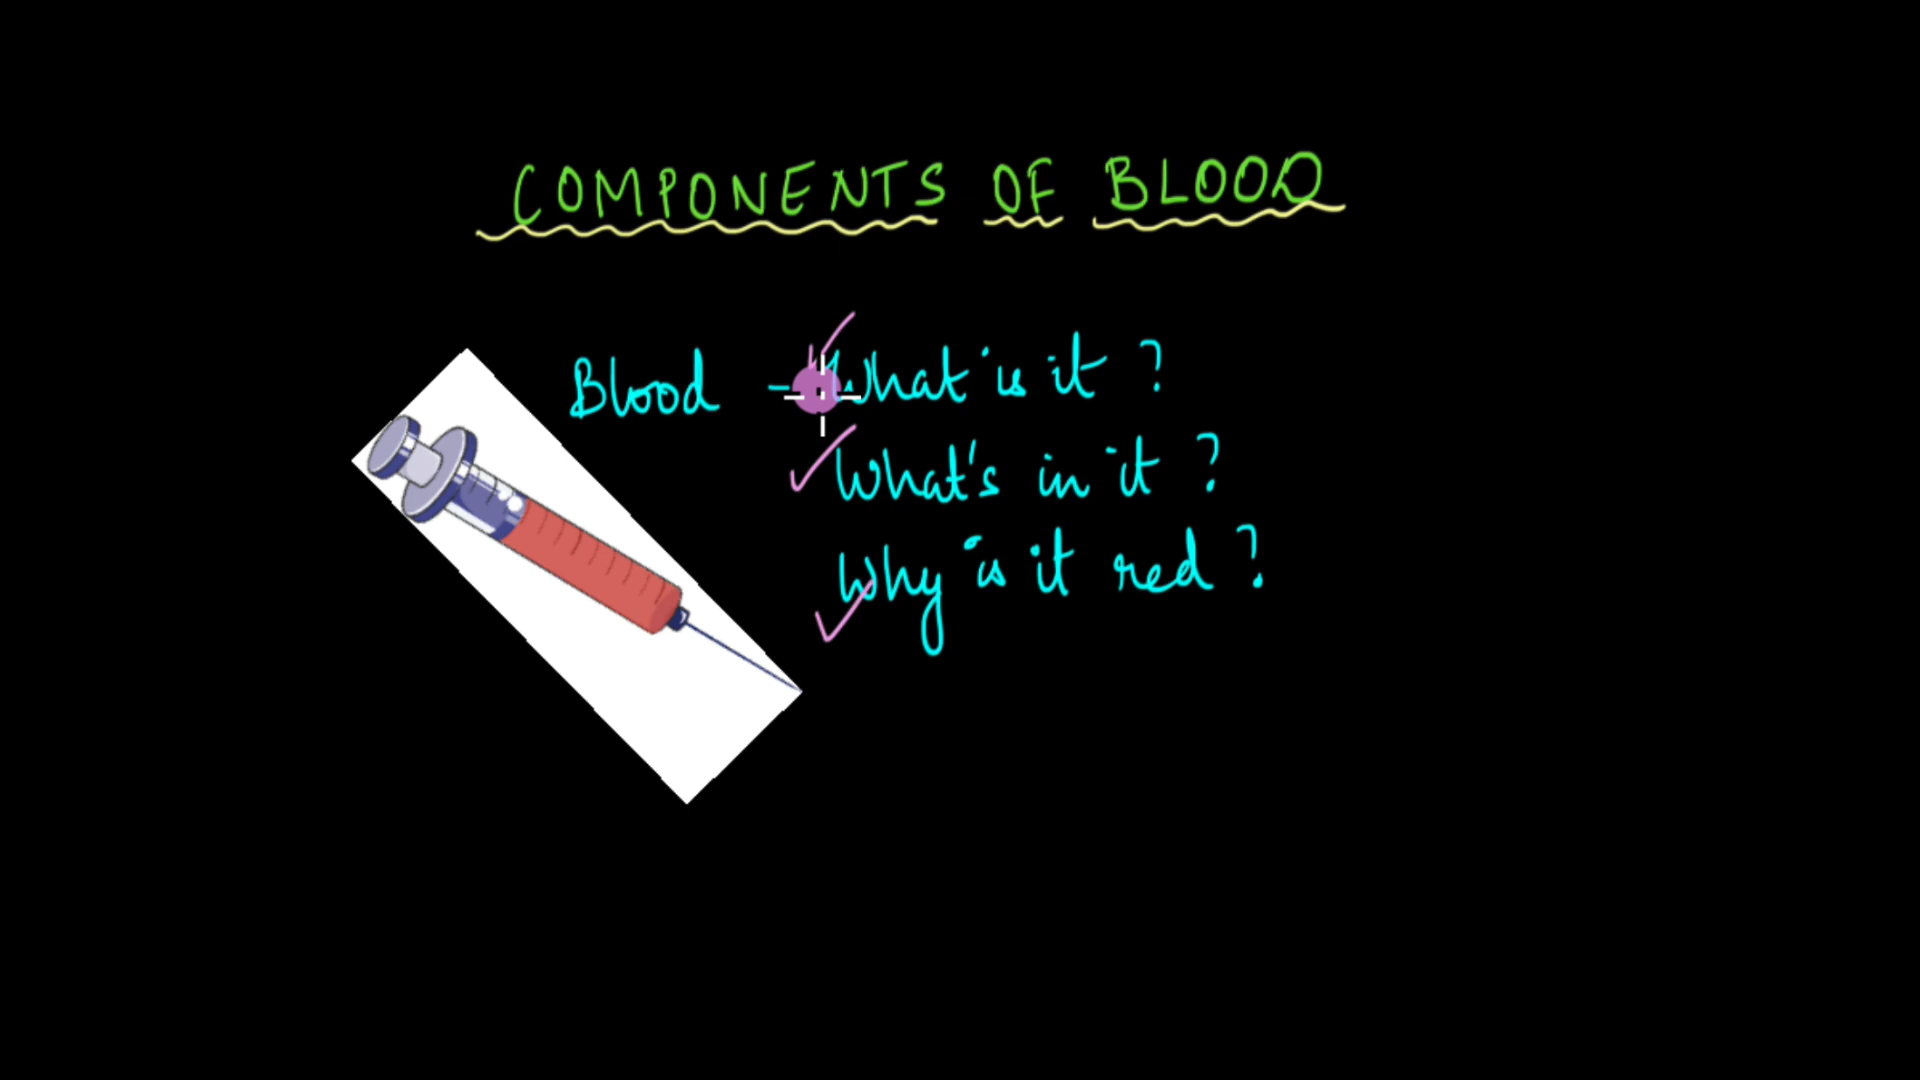 COMPONENTS OF BLOOD
Blood - What is it ?
What's in it ?
Why is it red ?